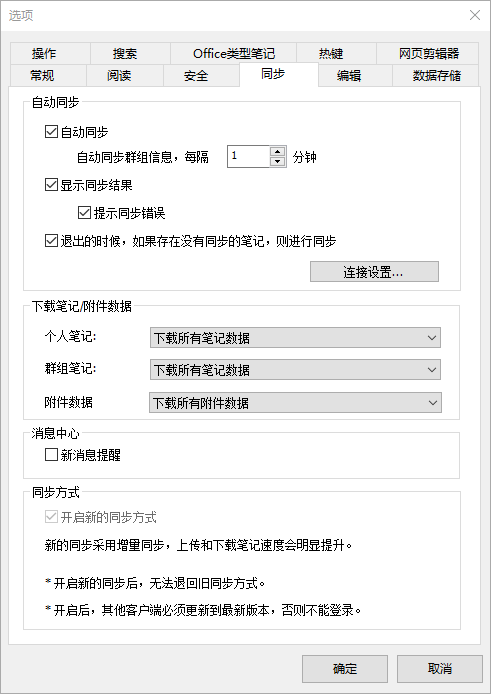 选项
操作 搜索 Office类型笔记 热键 网页剪辑器
常规 阅读 安全 同步 编辑 数据存储
自动同步
自动同步
自动同步群组信息，每隔 1 分钟
显示同步结果
提示同步错误
退出的时候，如果存在没有同步的笔记，则进行同步
连接设置...
下载笔记/附件数据
个人笔记: 下载所有笔记数据
群组笔记: 下载所有笔记数据
附件数据 下载所有附件数据
消息中心
新消息提醒
同步方式
开启新的同步方式
新的同步采用增量同步，上传和下载笔记速度会明显提升。
*开启新的同步后，无法退回旧同步方式。
*开启后，其他客户端必须更新到最新版本，否则不能登录。
确定 取消